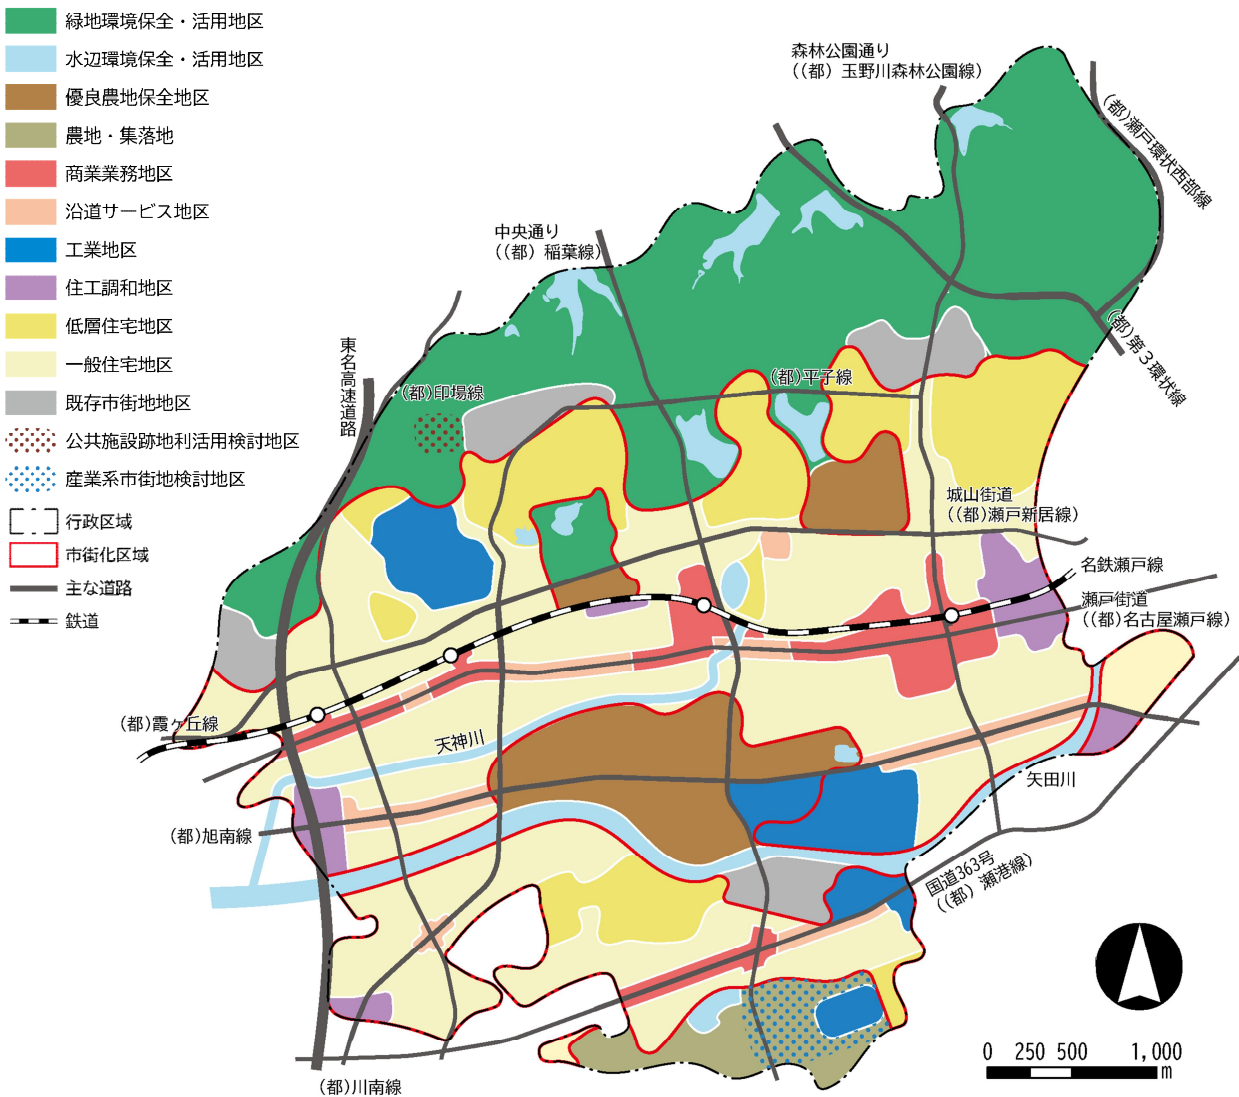 緑地環境保全・活用地区
水辺環境保全・活用地区
優良農地保全地区
農地・集落地
商業業務地区
沿道サービス地区
工業地区
住工調和地区
低層住宅地区
一般住宅地区
既存市街地地区
公共施設跡地利活用検討地区
産業系市街地検討地区
行政区域
市街化区域
主な道路
鉄道
森林公園通り
((都)玉野川森林公園線)
(都)瀬戸環状西部線
中央通り
((都)稲葉線)
東名高速道路
(都)印場線
(都)平子線
(都)第3環状線
城山街道
((都)瀬戸新居線)
名鉄瀬戸線
瀬戸街道
((都)名古屋瀬戸線)
(都)霞ケ丘線
天神川
矢田川
(都)旭南線
国道363号
((都)瀬港線)
(都)川南線
0 250 500 1,000
m